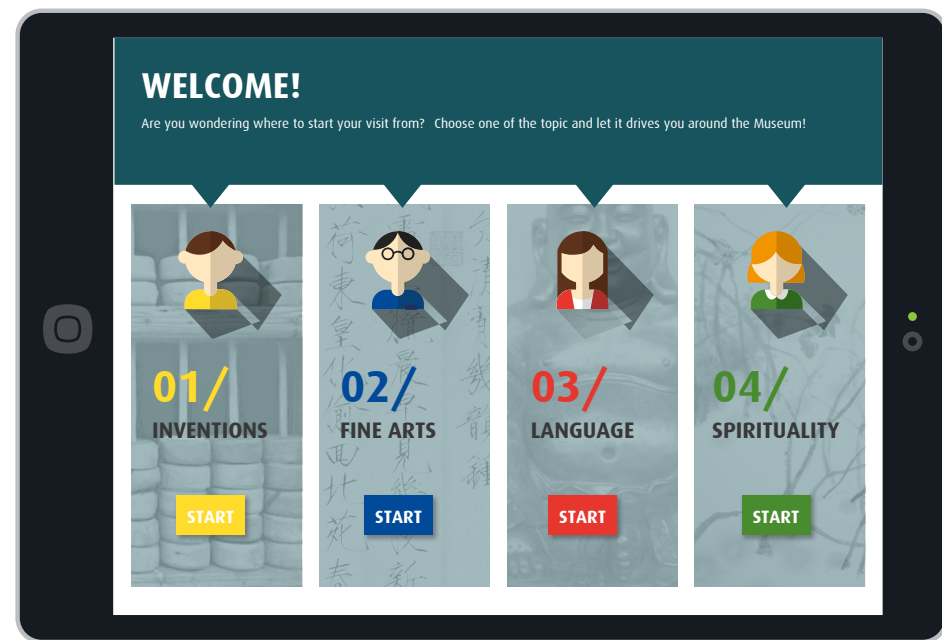 WELCOME!
Are you wondering where to start your visit from? Choose one of the topic and let it drives you around the Museum!
01/
INVENTIONS
START
02/
FINE ARTS
START
03/
LANGUAGE
START
04/
SPIRITUALITY
START